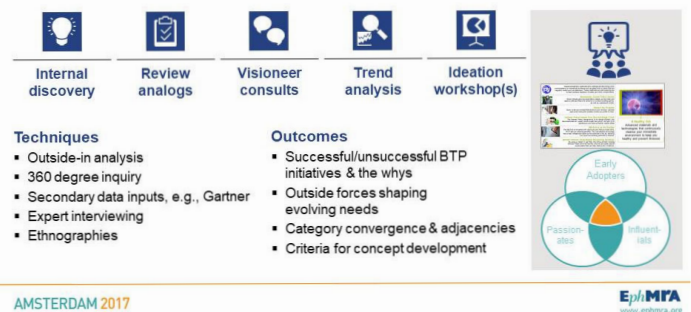 Internal
discovery
Review
analogs
Visioneer
consults
Trend
analysis
Ideation
workshop(s)
Techniques
▪ Outside-in analysis
▪ 360 degree inquiry
▪ Secondary data inputs, e.g., Gartner
▪ Expert interviewing
▪ Ethnographies
Outcomes
▪ Successful/unsuccessful BTP
initiatives & the whys
▪ Outside forces shaping
evolving needs
▪ Category convergence & adjacencies
▪ Criteria for concept development
Early
Adopters
Passion-
ates
Influent-
ials
AMSTERDAM 2017
EphMRA
www.ephmra.org